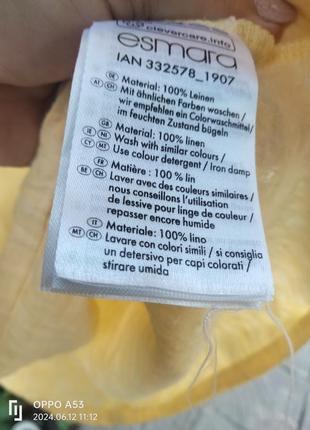 clevercare.info
esmara
IAN 332578_1907
DE AT CH Material: 100% Leinen
Mit ähnlichen Farben waschen /
wir empfehlen ein Colorwaschmittel /
im feuchten Zustand bügeln
GB IE NI CY MT Material: 100% linen
Wash with similar colours /
Use colour detergent / Iron damp
FR BE CH Matière : 100 % lin
Laver avec des couleurs similaires /
nous conseillons l'utilisation
de lessive pour linge de couleur /
repasser encore humide
IT MT CH Materiale: 100% lino
Lavare con colori simili / si consiglia
un detersivo per capi colorati /
stirare umida
OPPO A53
2024.06.12 11:12